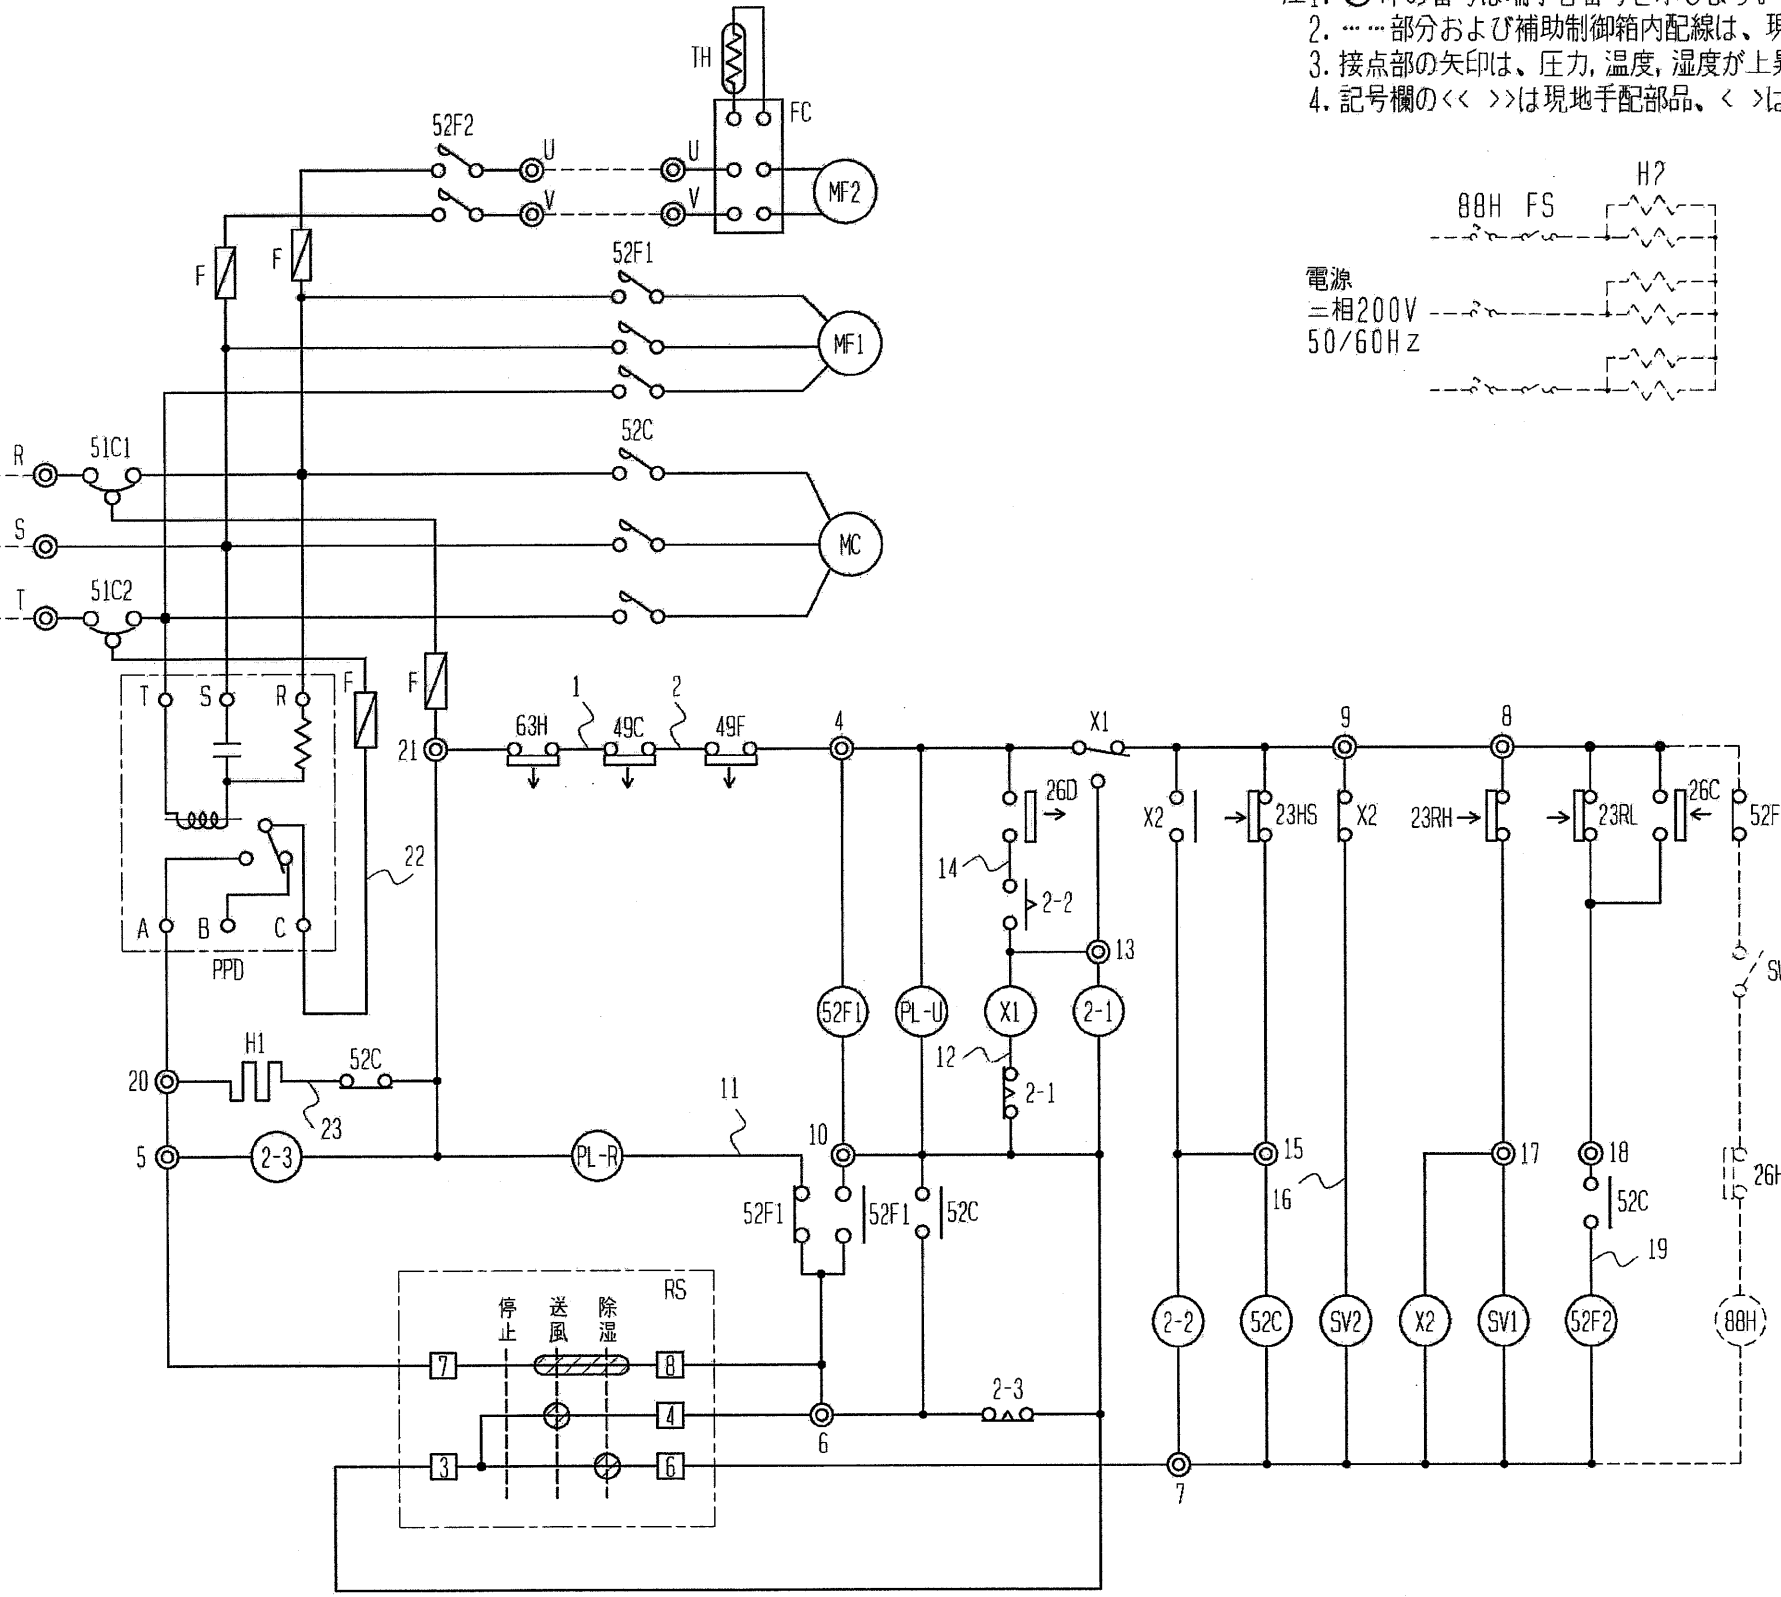 2. ……部分および補助制御箱内配線は、現
3. 接点部の矢印は、圧力, 温度, 湿度が上昇
4. 記号欄の<< >>は現地手配部品、< >は
TH
FC
52F2
U
U
V
V
MF2
H2
88H FS
F
F
52F1
電源
三相200V
50/60Hz
MF1
52C
R
51C1
S
MC
T
51C2
T
S
R
F
F
1
2
63H
49C
49F
21
4
X1
9
8
26D
X2
23HS
X2
23RH
23RL
26C
52F
22
14
2-2
A
B
C
13
PPD
52F1
PL-U
X1
2-1
H1
52C
12
20
2-1
11
23
10
5
2-3
PL-R
15
17
18
26H
16
52F1
52F1
52C
52C
19
RS
停止
送風
除湿
2-2
52C
SV2
X2
SV1
52F2
88H
7
8
2-3
4
6
3
6
7